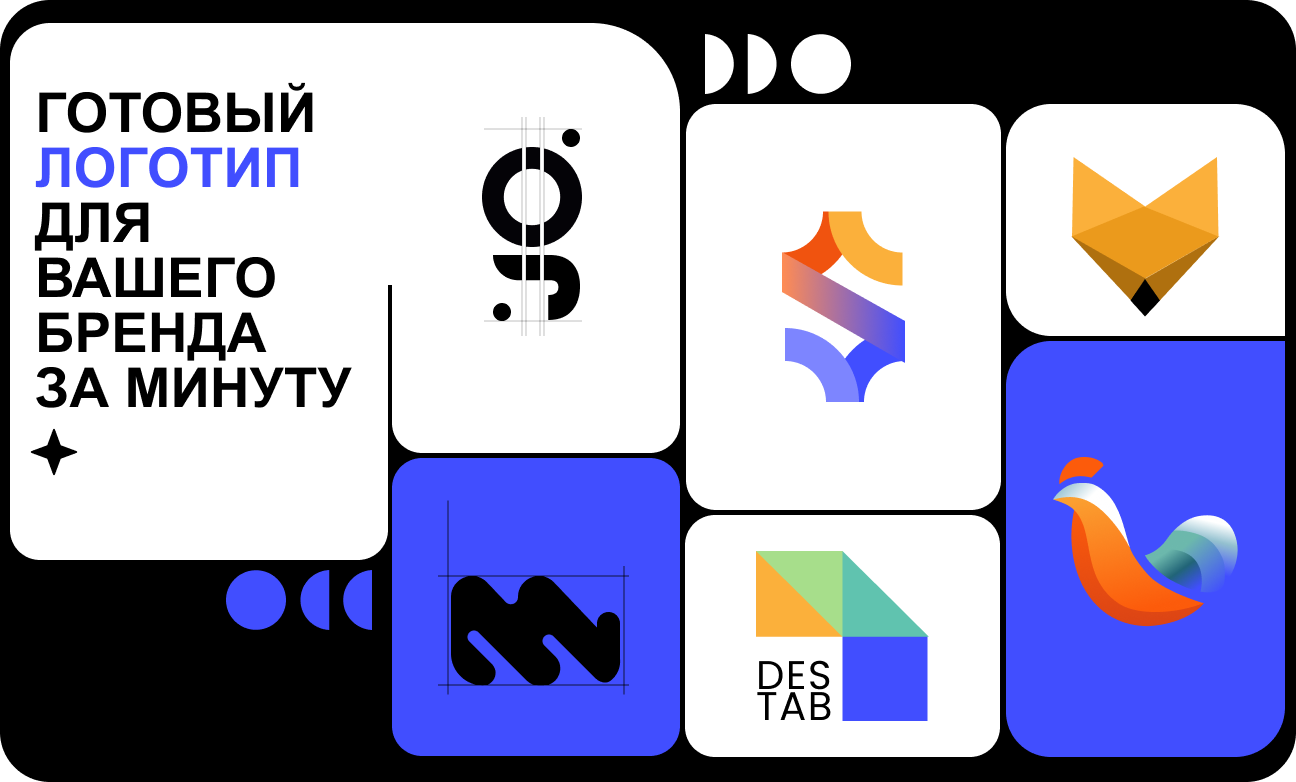 ГОТОВЫЙ
ЛОГОТИП
ДЛЯ
ВАШЕГО
БРЕНДА
ЗА МИНУТУ
DES
TAB